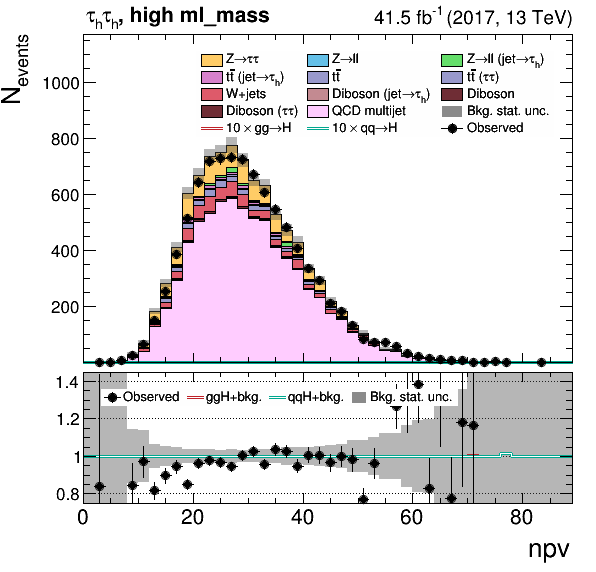 τhτh, high ml_mass 41.5 fb-1 (2017, 13 TeV)
Nevents
1000
800
600
400
200
Z→ττ Z→ll Z→ll (jet→τh)
tt̄ (jet→τh) tt̄ tt̄ (ττ)
W+jets Diboson (jet→τh) Diboson
Diboson (ττ) QCD multijet Bkg. stat. unc.
10 × gg→H 10 × qq→H Observed
1.4
1.2
1
0.8
Observed ggH+bkg. qqH+bkg. Bkg. stat. unc.
0 20 40 60 80
npv